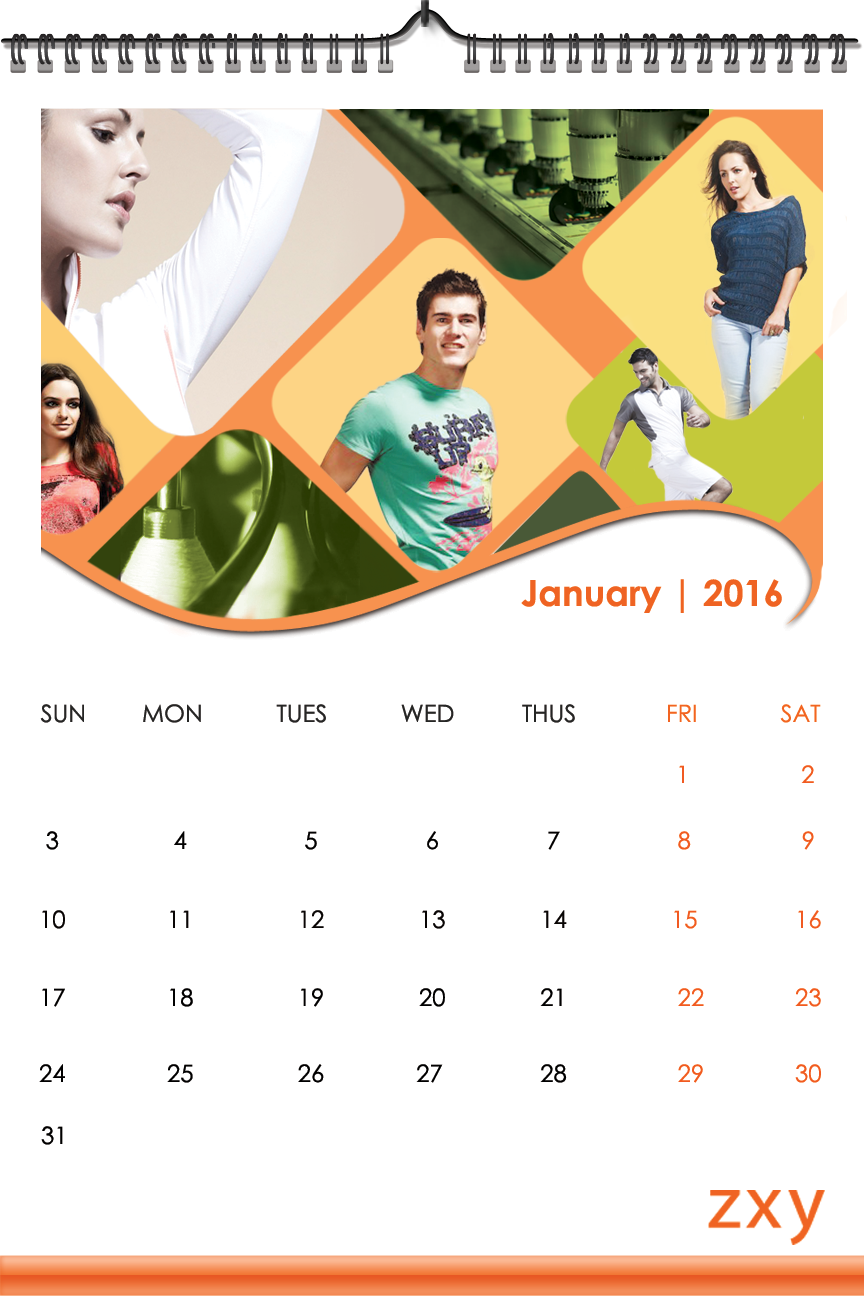 SUPER
LIP
January | 2016
SUN MON TUES WED THUS FRI SAT
1 2
3 4 5 6 7 8 9
10 11 12 13 14 15 16
17 18 19 20 21 22 23
24 25 26 27 28 29 30
31
zxy